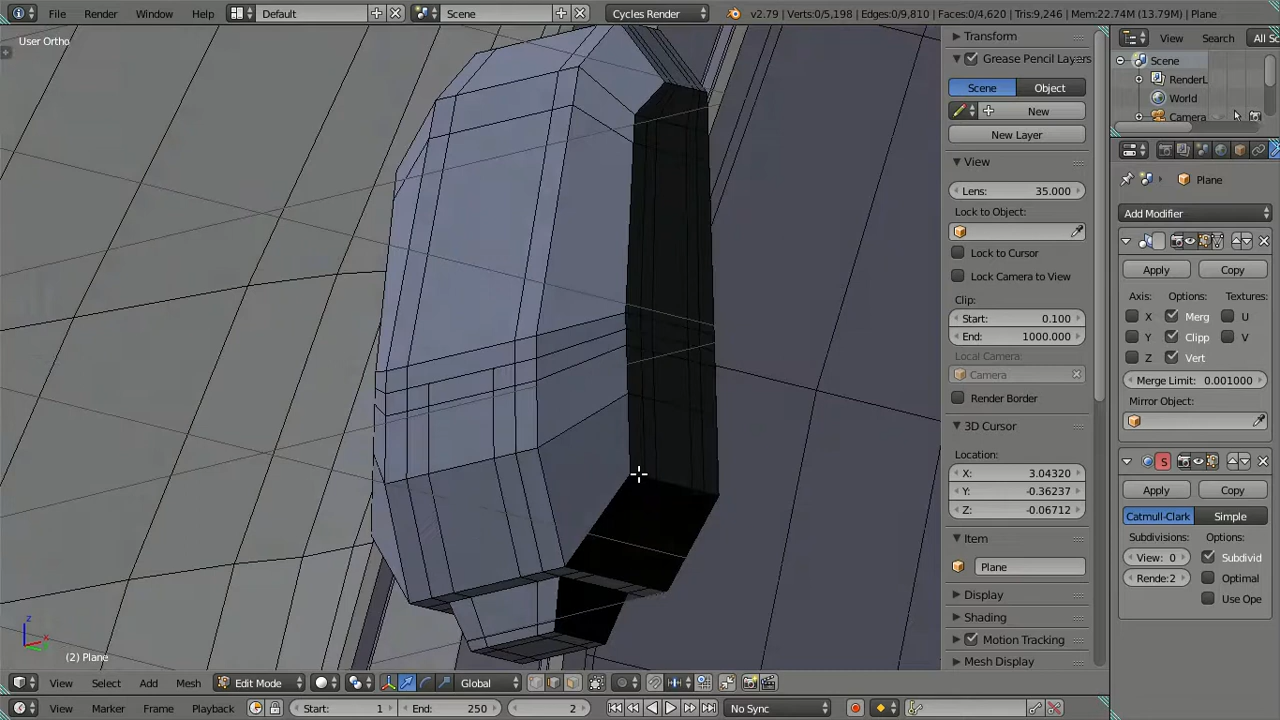 File Render Window Help Default Scene Cycles Render v2.79 | Verts:0/5,198 | Edges:0/9,810 | Faces:0/4,620 | Tris:9,246 | Mem:22.74M (13.79M) | Plane
User Ortho
(2) Plane
Transform
Grease Pencil Layers
Scene Object
New
New Layer
View
Lens: 35.000
Lock to Object:
Lock to Cursor
Lock Camera to View
Clip:
Start: 0.100
End: 1000.000
Local Camera:
Camera
Render Border
3D Cursor
Location:
X: 3.04320
Y: -0.36237
Z: -0.06712
Item
Plane
Display
Shading
Motion Tracking
Mesh Display
View Search All Sc
Scene
RenderL
World
Camera
Plane
Add Modifier
Apply Copy
Axis: Options: Textures:
X Merg U
Y Clipp V
Z Vert
Merge Limit: 0.001000
Mirror Object:
S
Apply Copy
Catmull-Clark Simple
Subdivisions: Options:
View: 0 Subdivid
Rende: 2 Optimal
Use Ope
View Select Add Mesh Edit Mode Global
View Marker Frame Playback Start: 1 End: 250 2 No Sync
x
y
z